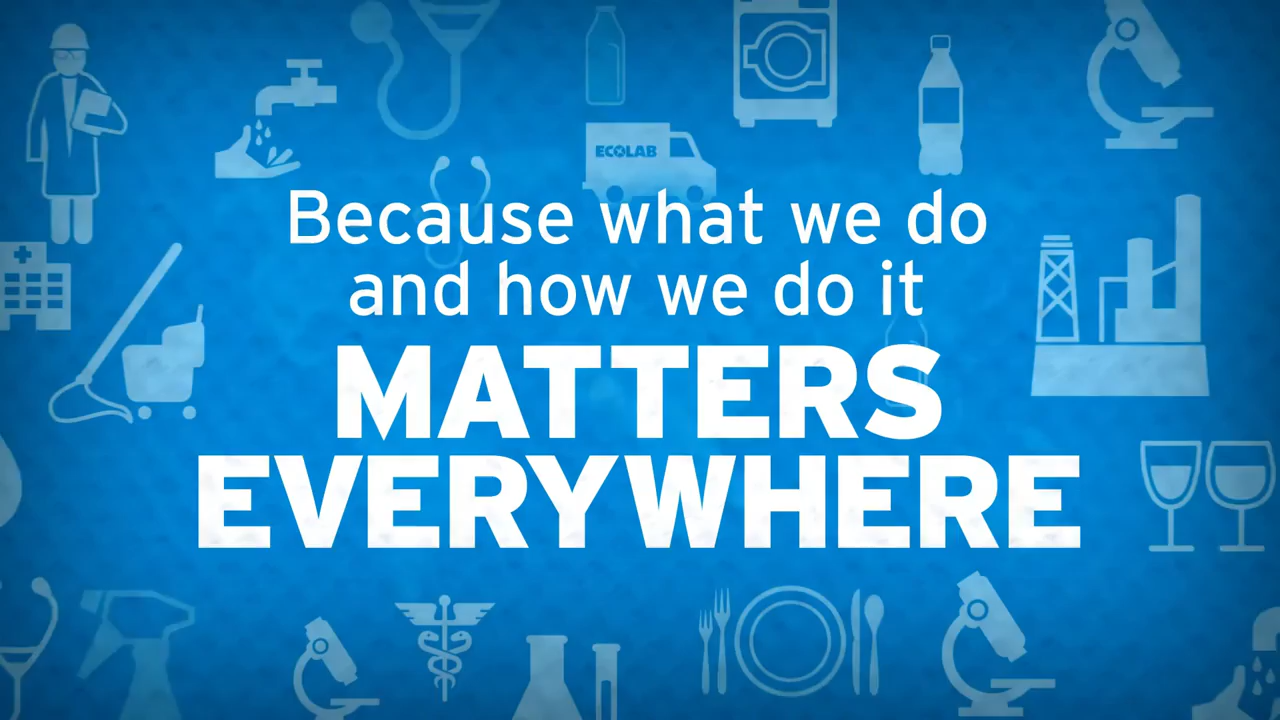 ECOLAB
Because what we do
and how we do it
MATTERS
EVERYWHERE